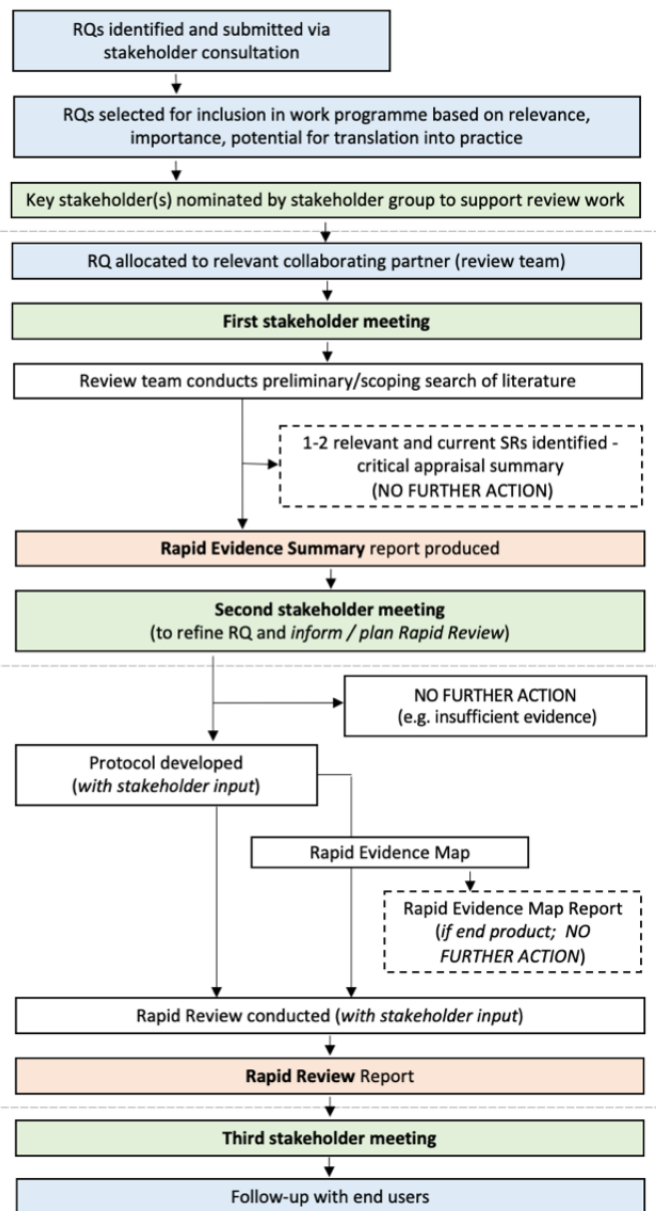 RQs identified and submitted via
stakeholder consultation
RQs selected for inclusion in work programme based on relevance,
importance, potential for translation into practice
Key stakeholder(s) nominated by stakeholder group to support review work
RQ allocated to relevant collaborating partner (review team)
First stakeholder meeting
Review team conducts preliminary/scoping search of literature
1-2 relevant and current SRs identified -
critical appraisal summary
(NO FURTHER ACTION)
Rapid Evidence Summary report produced
Second stakeholder meeting
(to refine RQ and inform / plan Rapid Review)
NO FURTHER ACTION
(e.g. insufficient evidence)
Protocol developed
(with stakeholder input)
Rapid Evidence Map
Rapid Evidence Map Report
(if end product; NO
FURTHER ACTION)
Rapid Review conducted (with stakeholder input)
Rapid Review Report
Third stakeholder meeting
Follow-up with end users